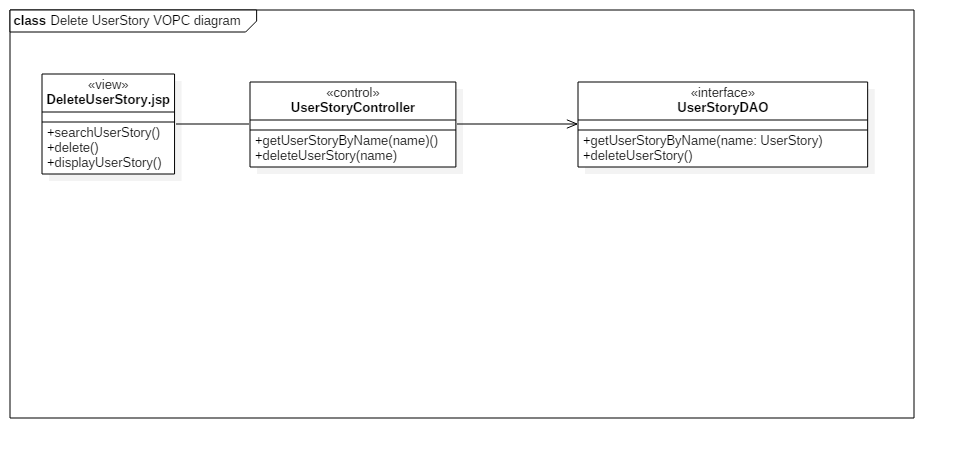 class Delete UserStory VOPC diagram
«view»
DeleteUserStory.jsp
+searchUserStory()
+delete()
+displayUserStory()
«control»
UserStoryController
+getUserStoryByName(name)()
+deleteUserStory(name)
«interface»
UserStoryDAO
+getUserStoryByName(name: UserStory)
+deleteUserStory()